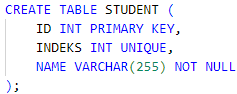 CREATE TABLE STUDENT (
    ID INT PRIMARY KEY,
    INDEKS INT UNIQUE,
    NAME VARCHAR(255) NOT NULL
);